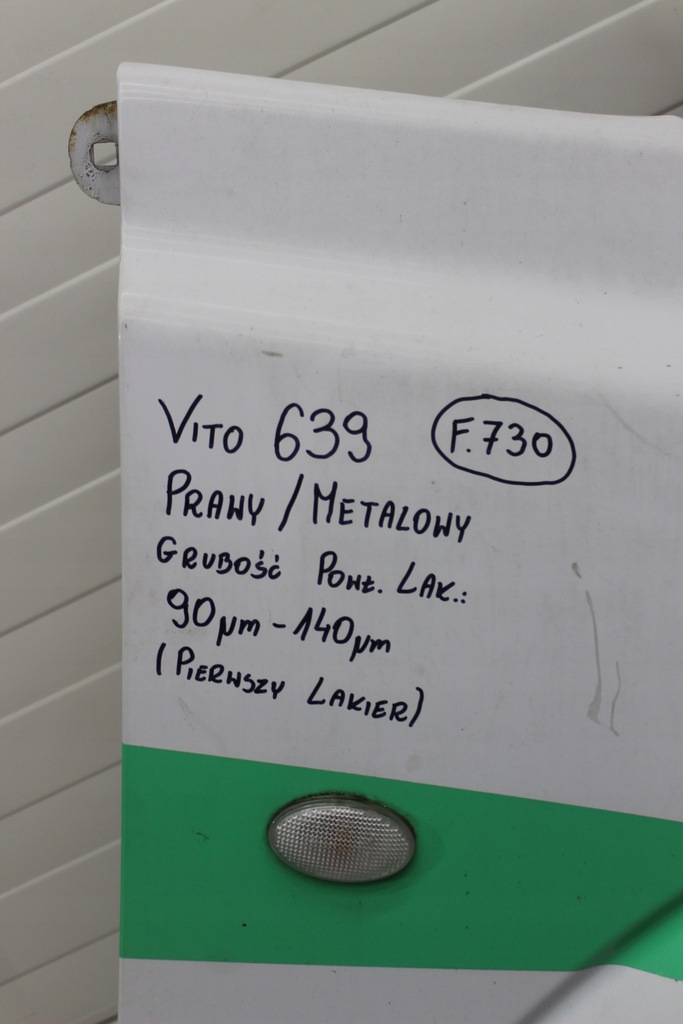 VITO 639 F.730
PRAWY / METALOWY
GRUBOŚĆ POWŁ. LAK.:
90µm - 140µm
(PIERWSZY LAKIER)